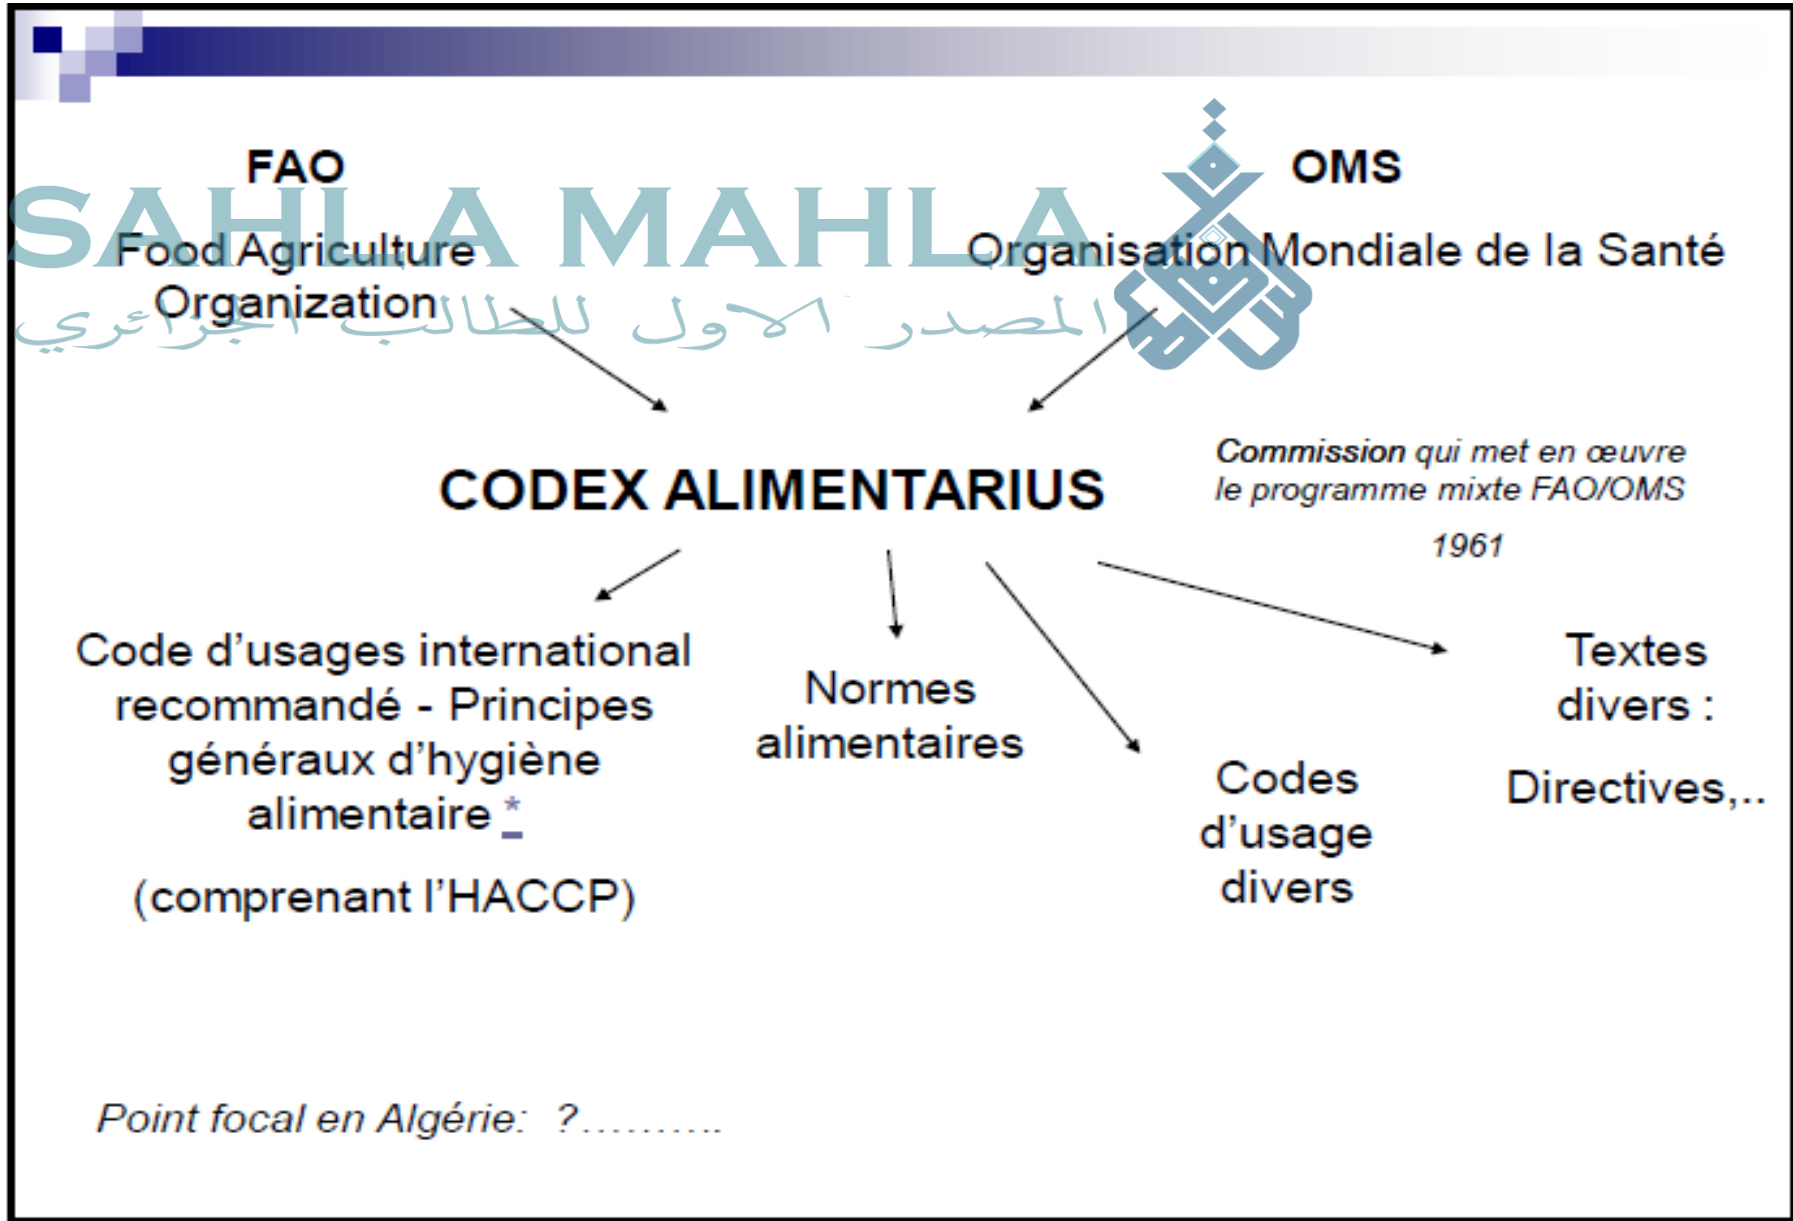 FAO
Food Agriculture
Organization
OMS
Organisation Mondiale de la Santé
SAHLA MAHLA
المصدر الاول للطالب الجزائري
CODEX ALIMENTARIUS
Commission qui met en œuvre
le programme mixte FAO/OMS
1961
Code d’usages international
recommandé - Principes
généraux d’hygiène
alimentaire *
(comprenant l’HACCP)
Normes
alimentaires
Codes
d’usage
divers
Textes
divers :
Directives,..
Point focal en Algérie: ?..........